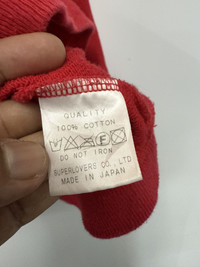 QUALITY
100% COTTON
DO NOT IRON
SUPERLOVERS CO., LTD
MADE IN JAPAN